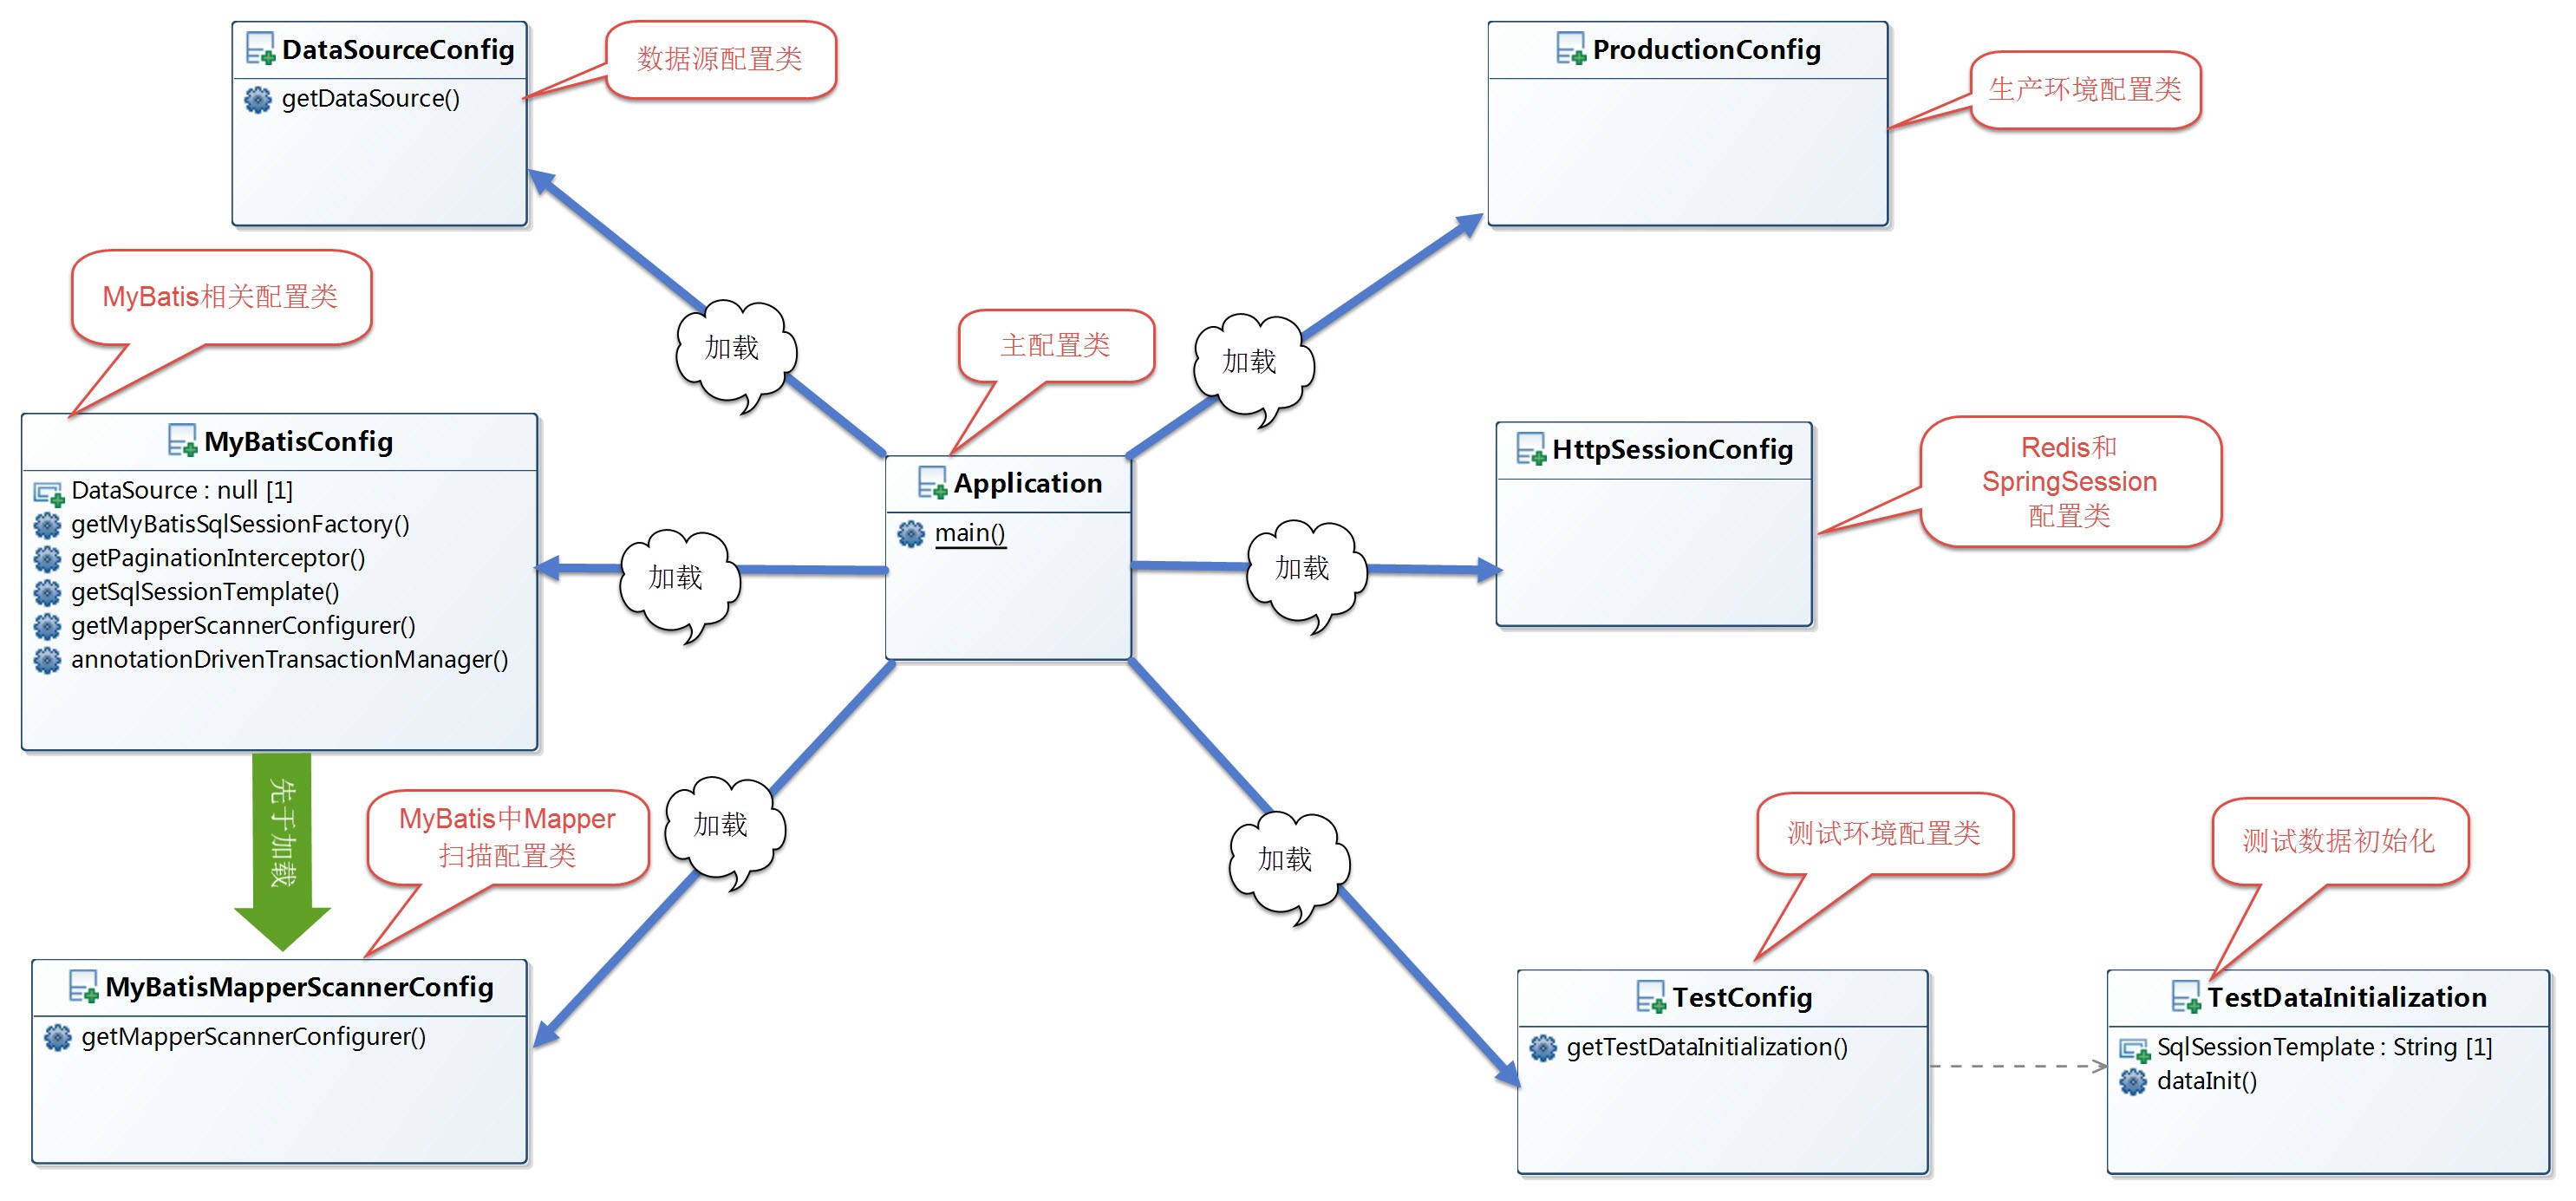 DataSourceConfig
getDataSource()
数据源配置类
ProductionConfig
生产环境配置类
MyBatis相关配置类
加载
主配置类
加载
MyBatisConfig
DataSource : null [1]
getMyBatisSqlSessionFactory()
getPaginationInterceptor()
getSqlSessionTemplate()
getMapperScannerConfigurer()
annotationDrivenTransactionManager()
加载
Application
main()
加载
HttpSessionConfig
Redis和
SpringSession
配置类
先于加载
MyBatis中Mapper
扫描配置类
加载
加载
测试环境配置类
测试数据初始化
MyBatisMapperScannerConfig
getMapperScannerConfigurer()
TestConfig
getTestDataInitialization()
TestDataInitialization
SqlSessionTemplate : String [1]
dataInit()